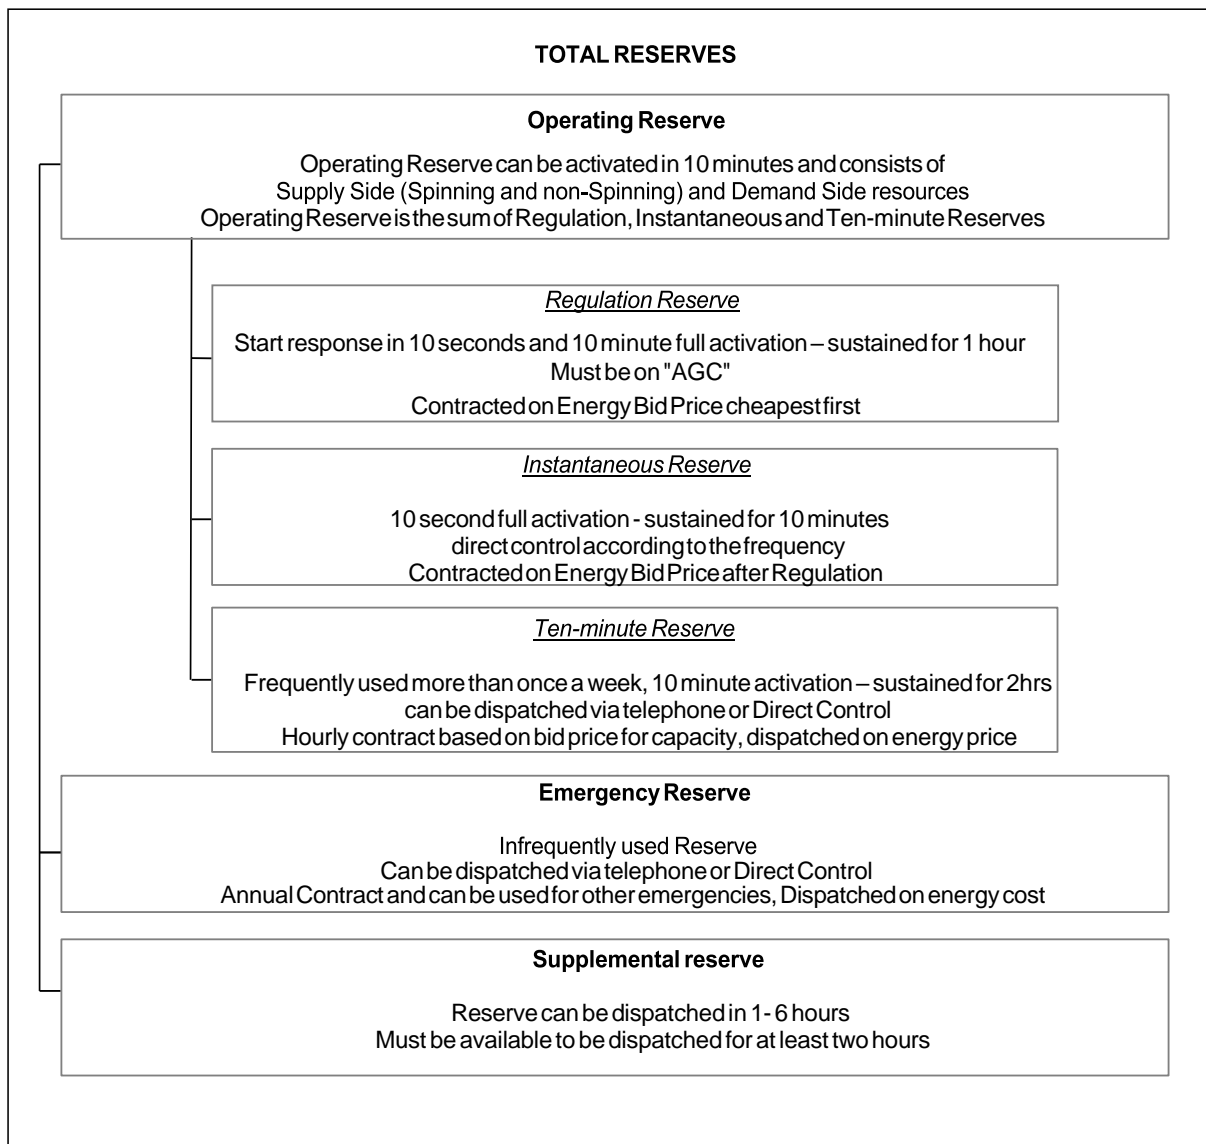 TOTAL RESERVES
Operating Reserve
Operating Reserve can be activated in 10 minutes and consists of
Supply Side (Spinning and non-Spinning) and Demand Side resources
Operating Reserve is the sum of Regulation, Instantaneous and Ten-minute Reserves
Regulation Reserve
Start response in 10 seconds and 10 minute full activation – sustained for 1 hour
Must be on "AGC"
Contracted on Energy Bid Price cheapest first
Instantaneous Reserve
10 second full activation - sustained for 10 minutes
direct control according to the frequency
Contracted on Energy Bid Price after Regulation
Ten-minute Reserve
Frequently used more than once a week, 10 minute activation – sustained for 2hrs
can be dispatched via telephone or Direct Control
Hourly contract based on bid price for capacity, dispatched on energy price
Emergency Reserve
Infrequently used Reserve
Can be dispatched via telephone or Direct Control
Annual Contract and can be used for other emergencies, Dispatched on energy cost
Supplemental reserve
Reserve can be dispatched in 1- 6 hours
Must be available to be dispatched for at least two hours